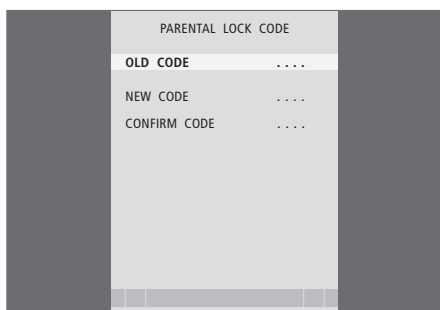 PARENTAL LOCK CODE
OLD CODE ....
NEW CODE ....
CONFIRM CODE ....